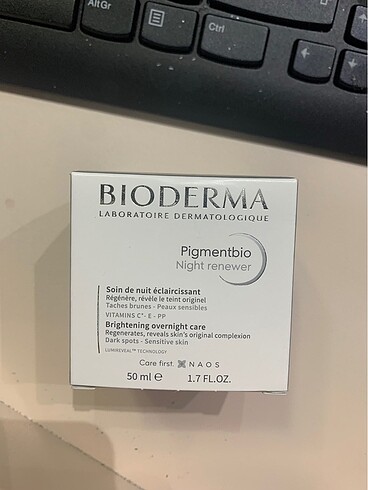 Alt Gr
Ctrl
BIODERMA
LABORATOIRE DERMATOLOGIQUE
Pigmentbio
Night renewer
Soin de nuit éclaircissant
Régénère, révèle le teint originel
Taches brunes - Peaux sensibles
VITAMINS C*- E - PP
Brightening overnight care
Regenerates, reveals skin's original complexion
Dark spots - Sensitive skin
LUMIREVEAL™ TECHNOLOGY
Care first. NAOS
50 ml e 1.7 FL.OZ.